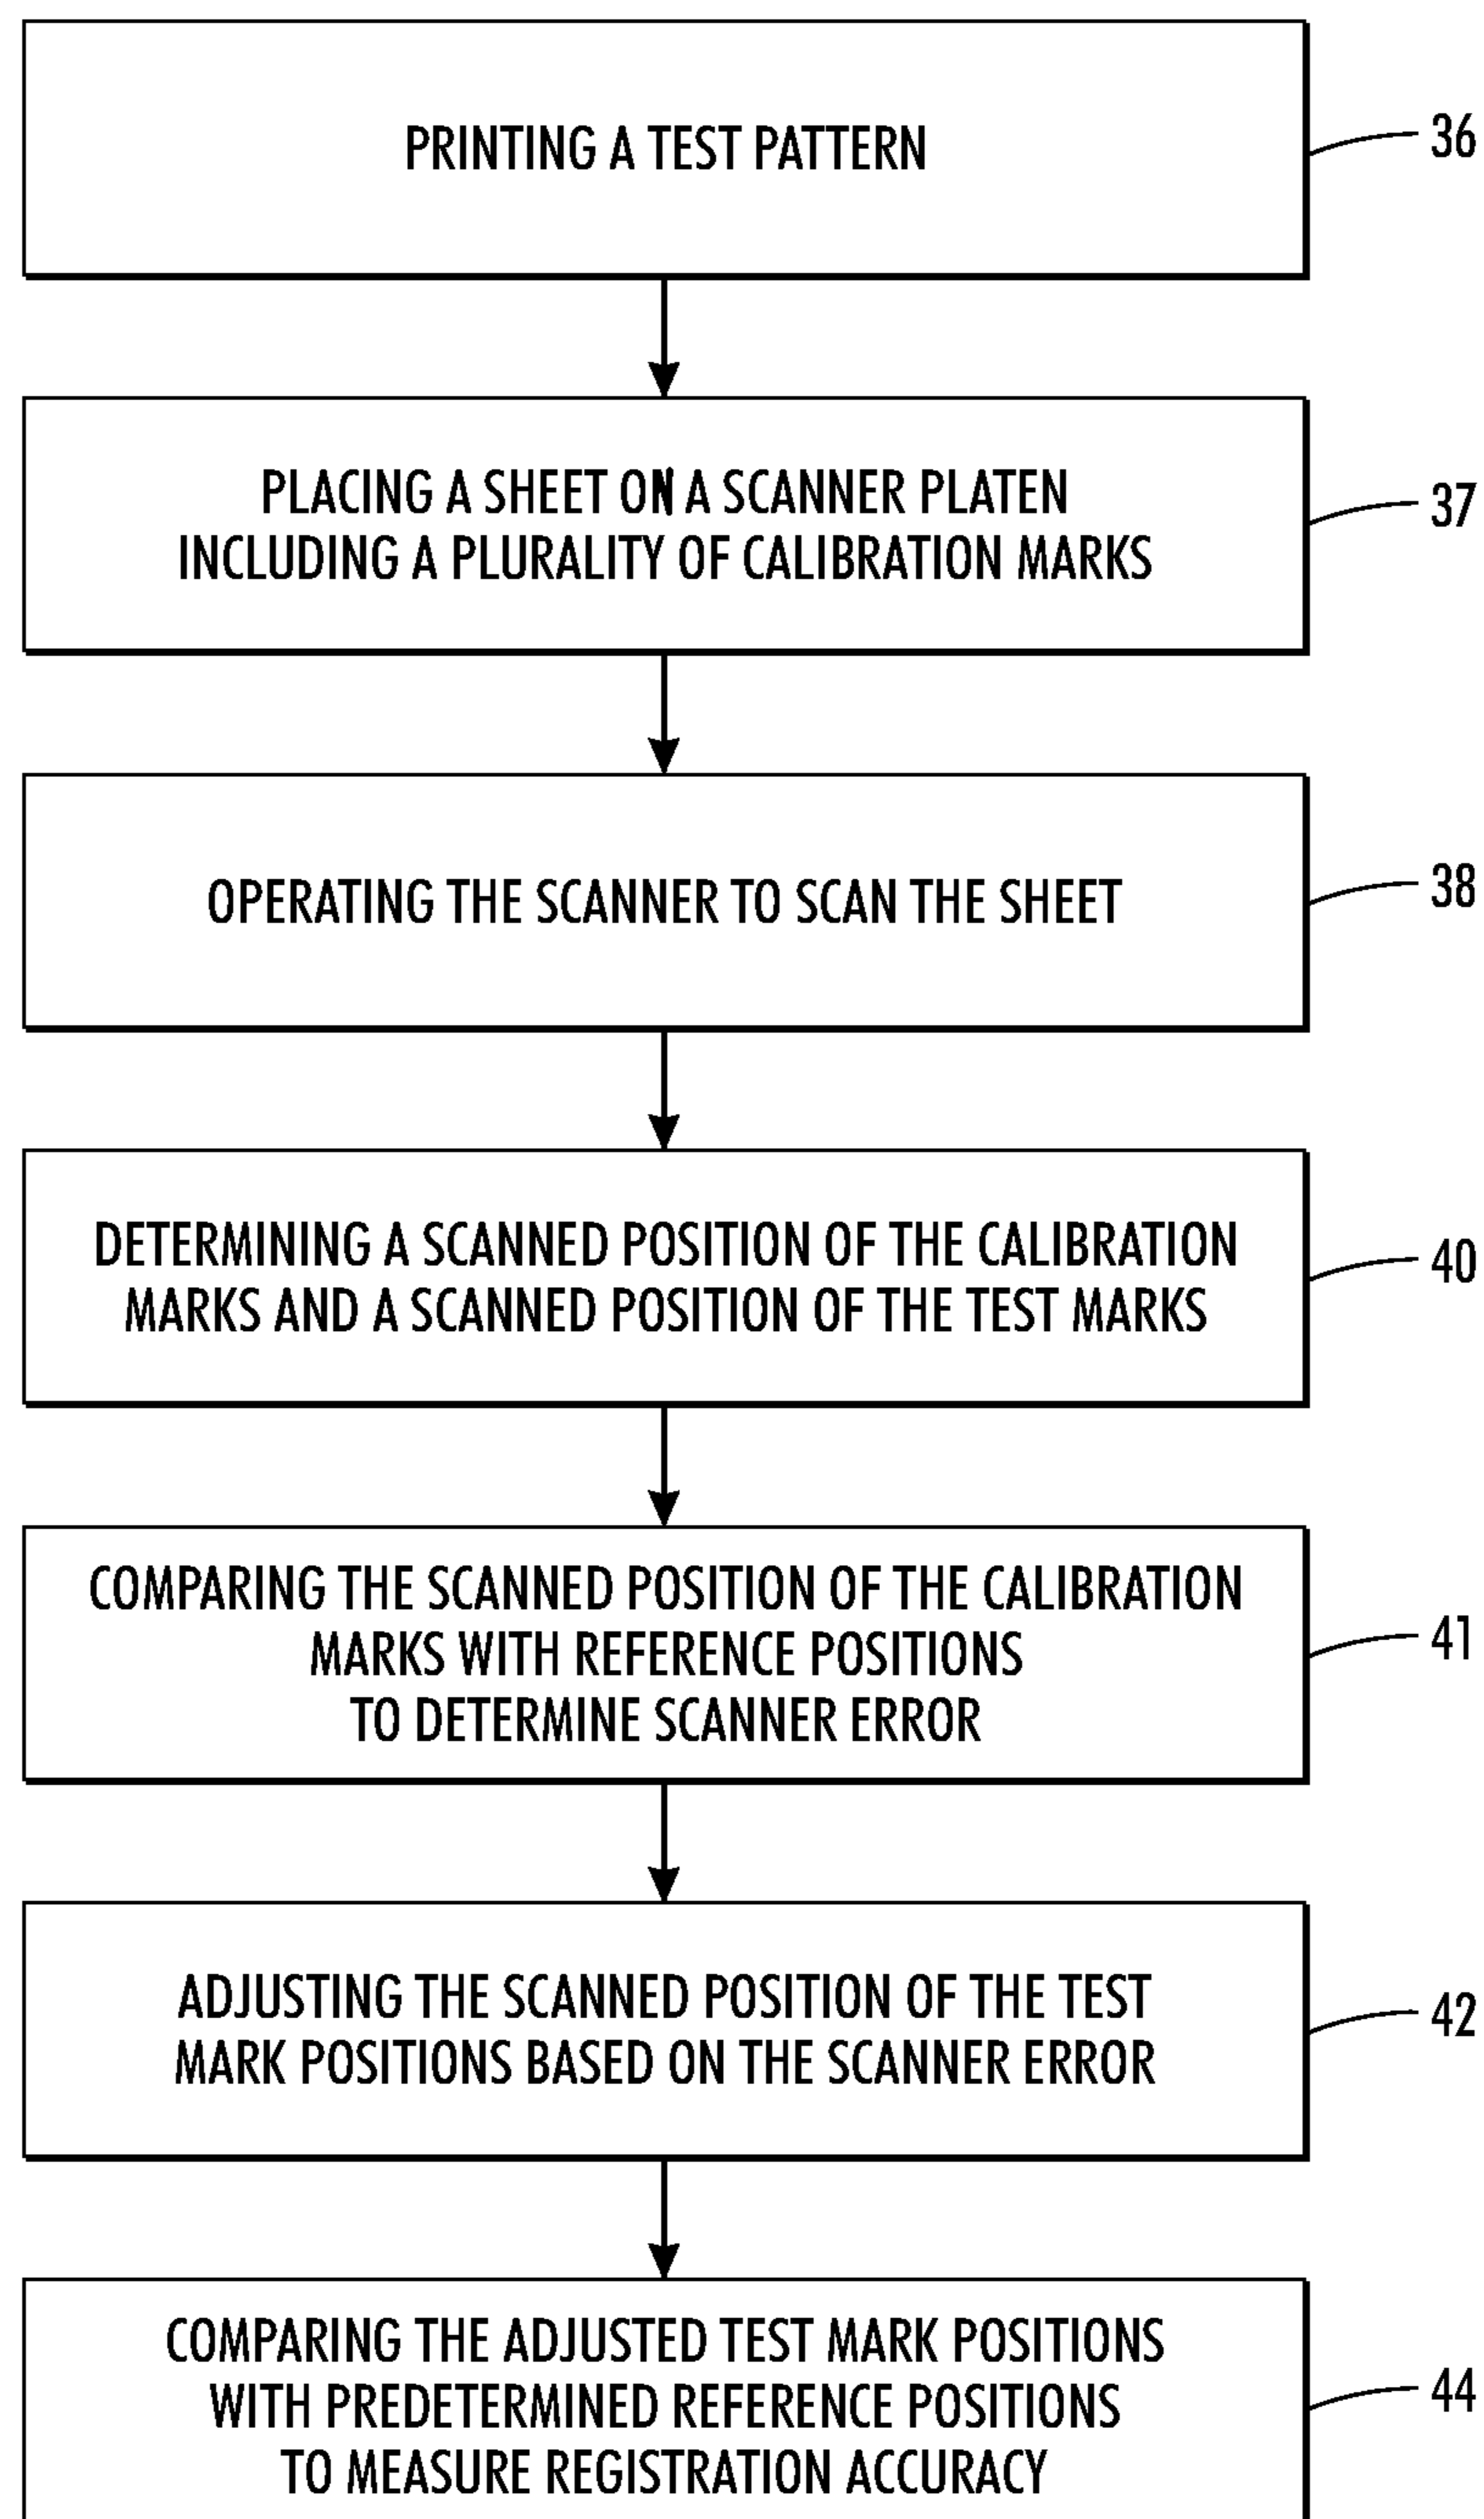 PRINTING A TEST PATTERN
36
PLACING A SHEET ON A SCANNER PLATEN
INCLUDING A PLURALITY OF CALIBRATION MARKS
37
OPERATING THE SCANNER TO SCAN THE SHEET
38
DETERMINING A SCANNED POSITION OF THE CALIBRATION
MARKS AND A SCANNED POSITION OF THE TEST MARKS
40
COMPARING THE SCANNED POSITION OF THE CALIBRATION
MARKS WITH REFERENCE POSITIONS
TO DETERMINE SCANNER ERROR
41
ADJUSTING THE SCANNED POSITION OF THE TEST
MARK POSITIONS BASED ON THE SCANNER ERROR
42
COMPARING THE ADJUSTED TEST MARK POSITIONS
WITH PREDETERMINED REFERENCE POSITIONS
TO MEASURE REGISTRATION ACCURACY
44